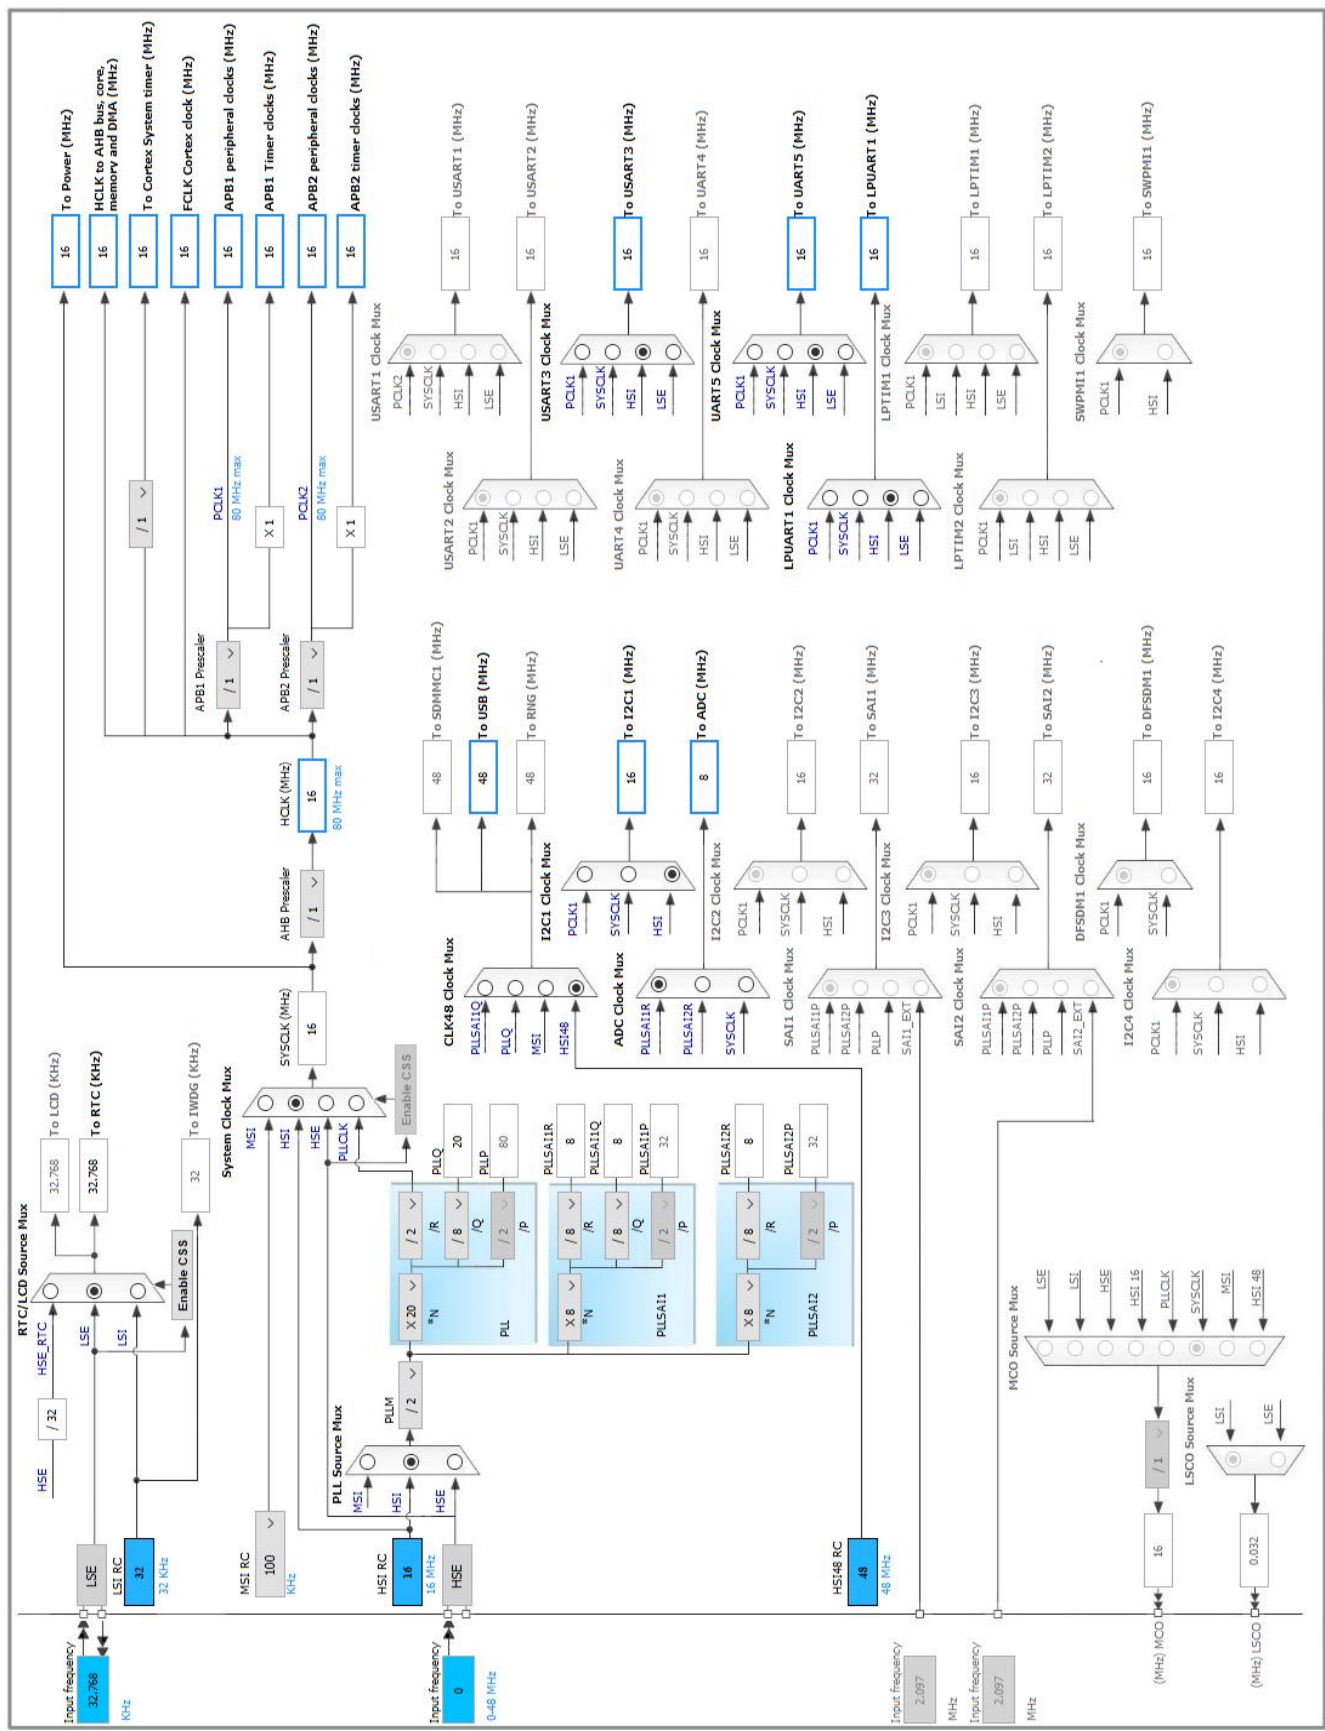 RTC/LCD Source Mux
HSE
/ 32
HSE_RTC
32.768
To LCD (KHz)
Input frequency
32.768
KHz
LSE
LSE
32.768
To RTC (KHz)
LSI RC
32
32 KHz
LSI
Enable CSS
32
To IWDG (KHz)
System Clock Mux
MSI RC
100
KHz
MSI
HSI
HSE
PLLCLK
SYSCLK (MHz)
16
AHB Prescaler
/ 1
HCLK (MHz)
16
80 MHz max
Enable CSS
16
To Power (MHz)
16
HCLK to AHB bus, core,
memory and DMA (MHz)
/ 1
16
To Cortex System timer (MHz)
16
FCLK Cortex clock (MHz)
APB1 Prescaler
/ 1
PCLK1
80 MHz max
16
APB1 peripheral clocks (MHz)
X 1
16
APB1 Timer clocks (MHz)
APB2 Prescaler
/ 1
PCLK2
80 MHz max
16
APB2 peripheral clocks (MHz)
X 1
16
APB2 timer clocks (MHz)
PLL Source Mux
MSI
HSI
HSE
HSI RC
16
16 MHz
Input frequency
0
0-48 MHz
HSE
PLLM
/ 2
X 20
*N
PLL
/ 2
/R
/ 8
/Q
/ 2
/P
PLLQ
20
PLLP
80
X 8
*N
PLLSAI1
/ 8
/R
/ 8
/Q
/ 2
/P
PLLSAI1R
8
PLLSAI1Q
8
PLLSAI1P
32
X 8
*N
PLLSAI2
/ 8
/R
/ 2
/P
PLLSAI2R
8
PLLSAI2P
32
HSI48 RC
48
48 MHz
CLK48 Clock Mux
PLLSAI1Q
PLLQ
MSI
HSI48
48
To SDMMC1 (MHz)
48
To USB (MHz)
48
To RNG (MHz)
I2C1 Clock Mux
PCLK1
SYSCLK
HSI
16
To I2C1 (MHz)
ADC Clock Mux
PLLSAI1R
PLLSAI2R
SYSCLK
8
To ADC (MHz)
I2C2 Clock Mux
PCLK1
SYSCLK
HSI
16
To I2C2 (MHz)
SAI1 Clock Mux
PLLSAI1P
PLLSAI2P
PLLP
SAI1_EXT
32
To SAI1 (MHz)
I2C3 Clock Mux
PCLK1
SYSCLK
HSI
16
To I2C3 (MHz)
SAI2 Clock Mux
PLLSAI1P
PLLSAI2P
PLLP
SAI2_EXT
32
To SAI2 (MHz)
DFSDM1 Clock Mux
PCLK1
SYSCLK
16
To DFSDM1 (MHz)
I2C4 Clock Mux
PCLK1
SYSCLK
HSI
16
To I2C4 (MHz)
USART1 Clock Mux
PCLK2
SYSCLK
HSI
LSE
16
To USART1 (MHz)
USART2 Clock Mux
PCLK1
SYSCLK
HSI
LSE
16
To USART2 (MHz)
USART3 Clock Mux
PCLK1
SYSCLK
HSI
LSE
16
To USART3 (MHz)
UART4 Clock Mux
PCLK1
SYSCLK
HSI
LSE
16
To UART4 (MHz)
UART5 Clock Mux
PCLK1
SYSCLK
HSI
LSE
16
To UART5 (MHz)
LPUART1 Clock Mux
PCLK1
SYSCLK
HSI
LSE
16
To LPUART1 (MHz)
LPTIM1 Clock Mux
PCLK1
LSI
HSI
LSE
16
To LPTIM1 (MHz)
LPTIM2 Clock Mux
PCLK1
LSI
HSI
LSE
16
To LPTIM2 (MHz)
SWPMI1 Clock Mux
PCLK1
HSI
16
To SWPMI1 (MHz)
Input frequency
2.097
MHz
Input frequency
2.097
MHz
MCO Source Mux
LSE
LSI
HSE
HSI 16
PLLCLK
SYSCLK
MSI
HSI 48
/ 1
16
(MHz) MCO
LSCO Source Mux
LSI
LSE
0.032
(MHz) LSCO